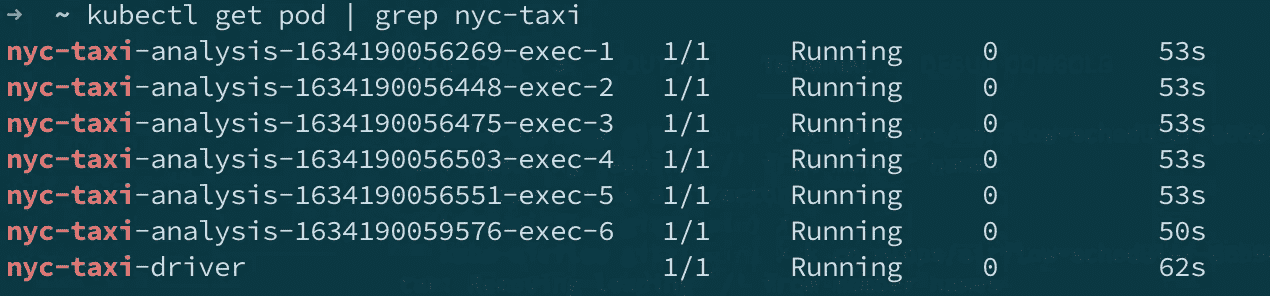 → ~ kubectl get pod | grep nyc-taxi
nyc-taxi-analysis-1634190056269-exec-1 1/1 Running 0 53s
nyc-taxi-analysis-1634190056448-exec-2 1/1 Running 0 53s
nyc-taxi-analysis-1634190056475-exec-3 1/1 Running 0 53s
nyc-taxi-analysis-1634190056503-exec-4 1/1 Running 0 53s
nyc-taxi-analysis-1634190056551-exec-5 1/1 Running 0 53s
nyc-taxi-analysis-1634190059576-exec-6 1/1 Running 0 50s
nyc-taxi-driver 1/1 Running 0 62s